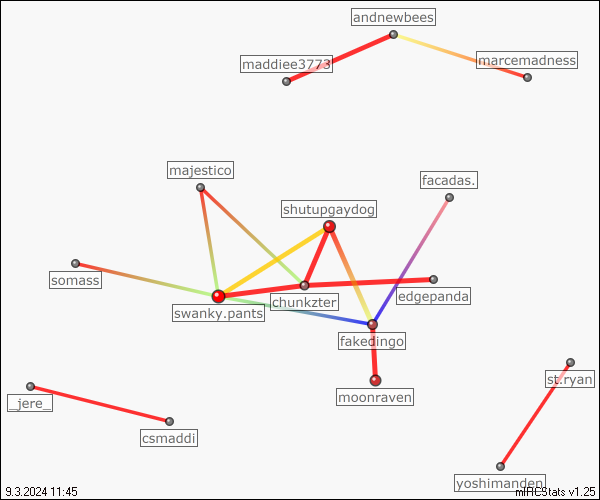 andnewbees
maddiee3773
marcemadness
majestico
facadas.
shutupgaydog
somass
swanky.pants
chunkzter
edgepanda
fakedingo
st.ryan
moonraven
_jere_
csmaddi
yoshimanden
9.3.2024 11:45
mIRCStats v1.25